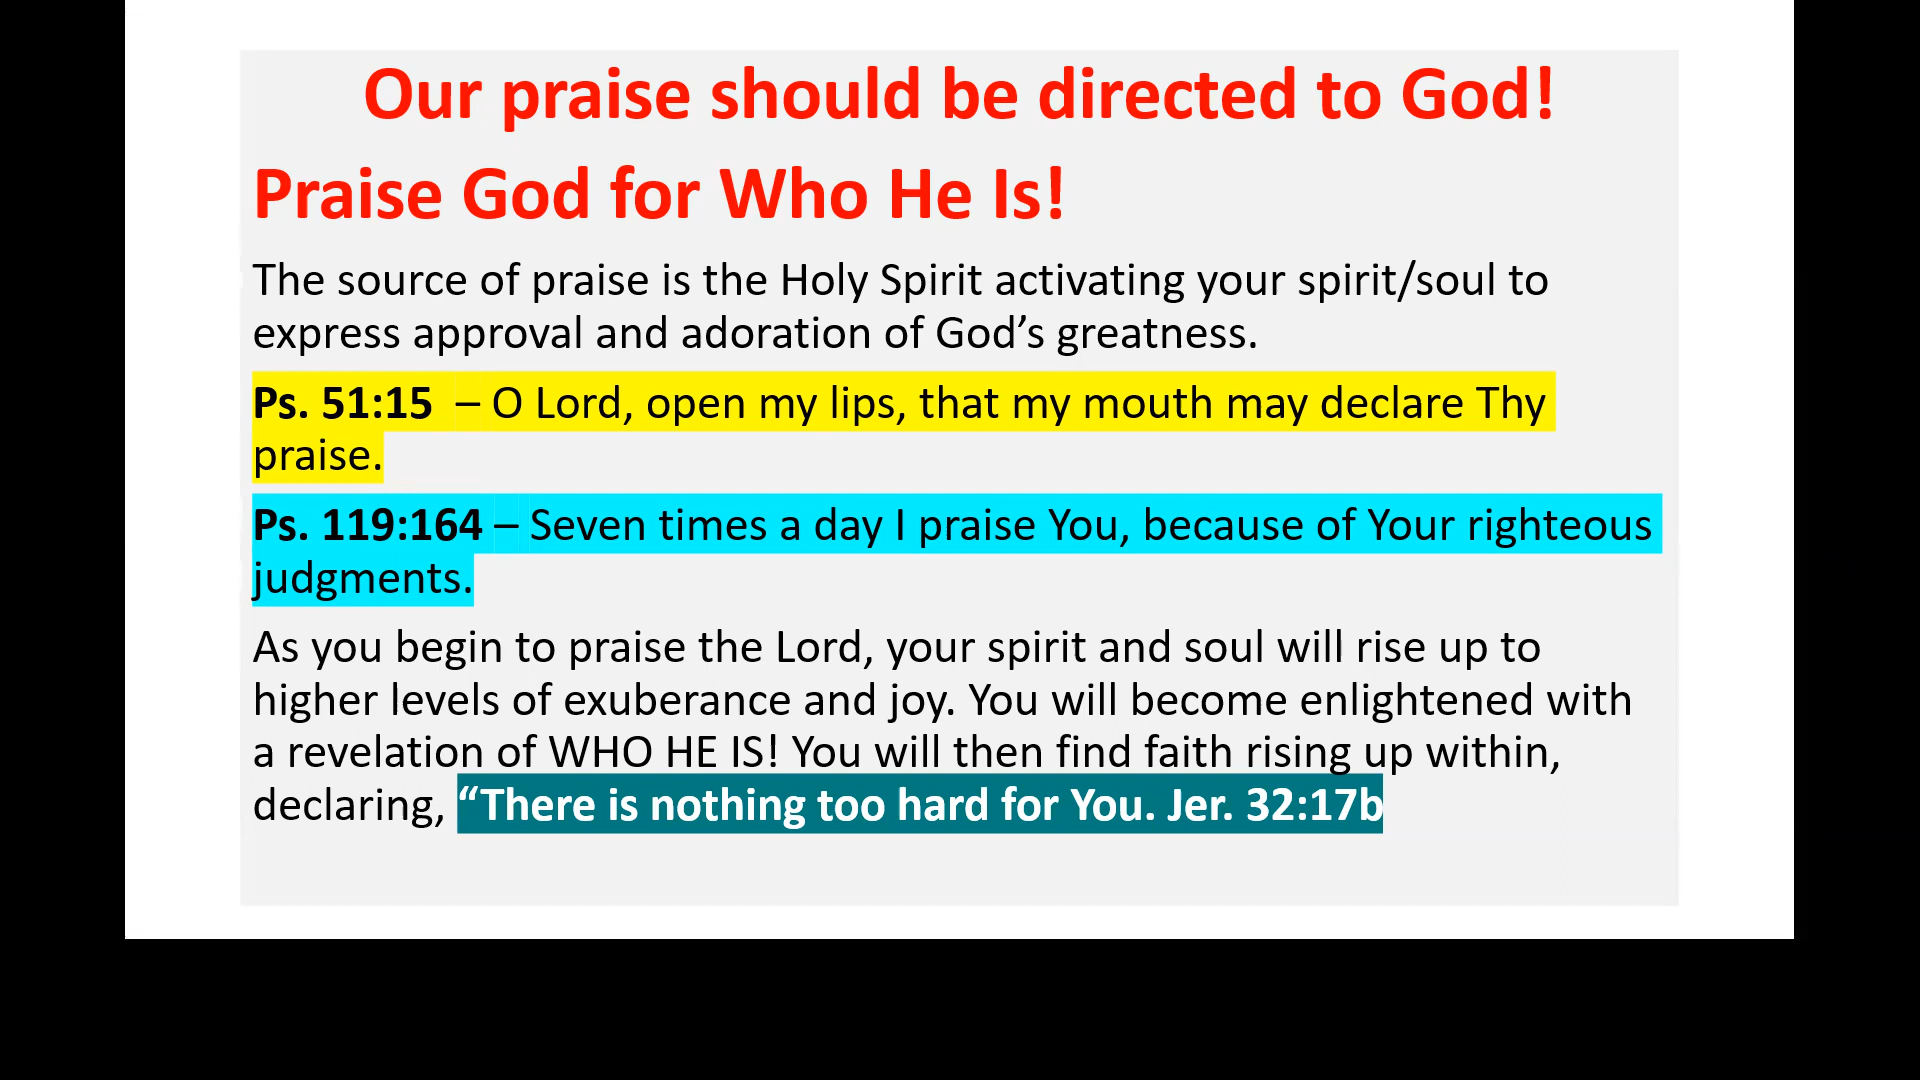 Our praise should be directed to God!
Praise God for Who He Is!
The source of praise is the Holy Spirit activating your spirit/soul to
express approval and adoration of God’s greatness.
Ps. 51:15 – O Lord, open my lips, that my mouth may declare Thy
praise.
Ps. 119:164 – Seven times a day I praise You, because of Your righteous
judgments.
As you begin to praise the Lord, your spirit and soul will rise up to
higher levels of exuberance and joy. You will become enlightened with
a revelation of WHO HE IS! You will then find faith rising up within,
declaring, “There is nothing too hard for You. Jer. 32:17b